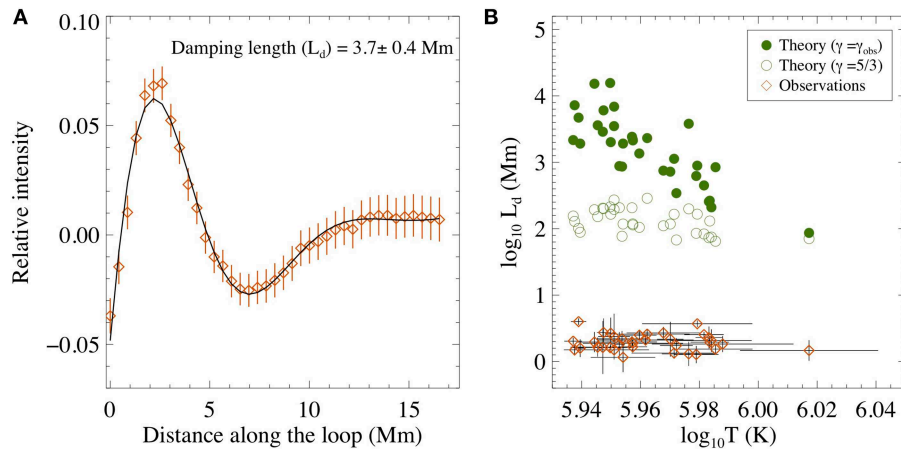 A
Damping length (L_d) = 3.7± 0.4 Mm
0.10
0.05
0.00
−0.05
Relative intensity
0 5 10 15
Distance along the loop (Mm)
B
Theory (γ =γ_obs)
Theory (γ =5/3)
Observations
5
4
3
2
1
0
log₁₀ L_d (Mm)
5.94 5.96 5.98 6.00 6.02 6.04
log₁₀T (K)